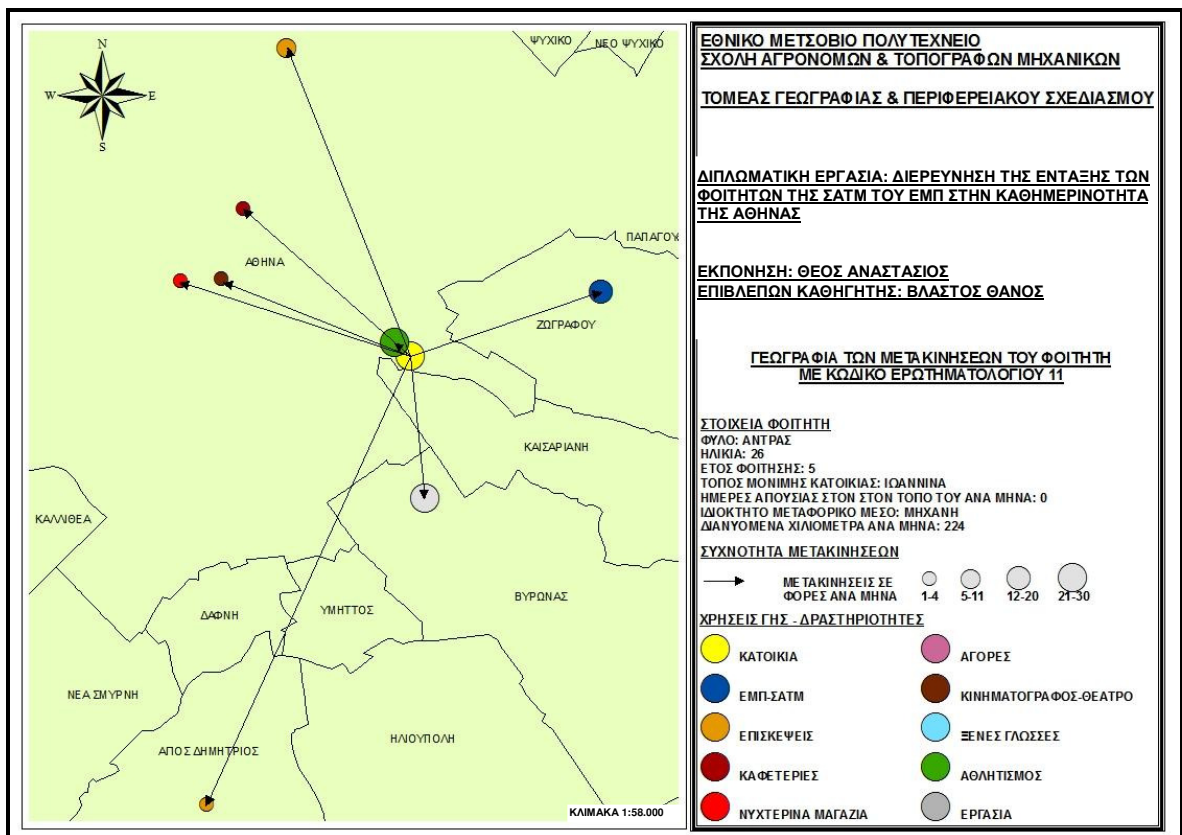 ΨΥΧΙΚΟ
ΝΕΟ ΨΥΧΙΚΟ
N
W
E
S
ΠΑΠΑΓΟΥ
ΑΘΗΝΑ
ΖΩΓΡΑΦΟΥ
ΚΑΙΣΑΡΙΑΝΗ
ΚΑΛΛΙΘΕΑ
ΒΥΡΩΝΑΣ
ΔΑΦΝΗ
ΥΜΗΤΤΟΣ
ΝΕΑ ΣΜΥΡΝΗ
ΗΛΙΟΥΠΟΛΗ
ΑΓΙΟΣ ΔΗΜΗΤΡΙΟΣ
ΚΛΙΜΑΚΑ 1:58.000
ΕΘΝΙΚΟ ΜΕΤΣΟΒΙΟ ΠΟΛΥΤΕΧΝΕΙΟ
ΣΧΟΛΗ ΑΓΡΟΝΟΜΩΝ & ΤΟΠΟΓΡΑΦΩΝ ΜΗΧΑΝΙΚΩΝ
ΤΟΜΕΑΣ ΓΕΩΓΡΑΦΙΑΣ & ΠΕΡΙΦΕΡΕΙΑΚΟΥ ΣΧΕΔΙΑΣΜΟΥ
ΔΙΠΛΩΜΑΤΙΚΗ ΕΡΓΑΣΙΑ: ΔΙΕΡΕΥΝΗΣΗ ΤΗΣ ΕΝΤΑΞΗΣ ΤΩΝ
ΦΟΙΤΗΤΩΝ ΤΗΣ ΣΑΤΜ ΤΟΥ ΕΜΠ ΣΤΗΝ ΚΑΘΗΜΕΡΙΝΟΤΗΤΑ
ΤΗΣ ΑΘΗΝΑΣ
ΕΚΠΟΝΗΣΗ: ΘΕΟΣ ΑΝΑΣΤΑΣΙΟΣ
ΕΠΙΒΛΕΠΩΝ ΚΑΘΗΓΗΤΗΣ: ΒΛΑΣΤΟΣ ΘΑΝΟΣ
ΓΕΩΓΡΑΦΙΑ ΤΩΝ ΜΕΤΑΚΙΝΗΣΕΩΝ ΤΟΥ ΦΟΙΤΗΤΗ
ΜΕ ΚΩΔΙΚΟ ΕΡΩΤΗΜΑΤΟΛΟΓΙΟΥ 11
ΣΤΟΙΧΕΙΑ ΦΟΙΤΗΤΗ
ΦΥΛΟ: ΑΝΤΡΑΣ
ΗΛΙΚΙΑ: 26
ΕΤΟΣ ΦΟΙΤΗΣΗΣ: 5
ΤΟΠΟΣ ΜΟΝΙΜΗΣ ΚΑΤΟΙΚΙΑΣ: ΙΩΑΝΝΙΝΑ
ΗΜΕΡΕΣ ΑΠΟΥΣΙΑΣ ΣΤΟΝ ΣΤΟΝ ΤΟΠΟ ΤΟΥ ΑΝΑ ΜΗΝΑ: 0
ΙΔΙΟΚΤΗΤΟ ΜΕΤΑΦΟΡΙΚΟ ΜΕΣΟ: ΜΗΧΑΝΗ
ΔΙΑΝΥΟΜΕΝΑ ΧΙΛΙΟΜΕΤΡΑ ΑΝΑ ΜΗΝΑ: 224
ΣΥΧΝΟΤΗΤΑ ΜΕΤΑΚΙΝΗΣΕΩΝ
ΜΕΤΑΚΙΝΗΣΕΙΣ ΣΕ
ΦΟΡΕΣ ΑΝΑ ΜΗΝΑ
1-4 5-11 12-20 21-30
ΧΡΗΣΕΙΣ ΓΗΣ - ΔΡΑΣΤΗΡΙΟΤΗΤΕΣ
ΚΑΤΟΙΚΙΑ
ΑΓΟΡΕΣ
ΕΜΠ-ΣΑΤΜ
ΚΙΝΗΜΑΤΟΓΡΑΦΟΣ-ΘΕΑΤΡΟ
ΕΠΙΣΚΕΨΕΙΣ
ΞΕΝΕΣ ΓΛΩΣΣΕΣ
ΚΑΦΕΤΕΡΙΕΣ
ΑΘΛΗΤΙΣΜΟΣ
ΝΥΧΤΕΡΙΝΑ ΜΑΓΑΖΙΑ
ΕΡΓΑΣΙΑ